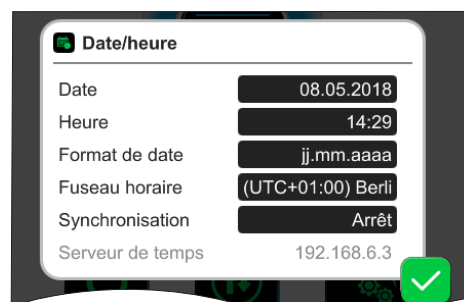 Date/heure
Date 08.05.2018
Heure 14:29
Format de date jj.mm.aaaa
Fuseau horaire (UTC+01:00) Berli
Synchronisation Arrêt
Serveur de temps 192.168.6.3